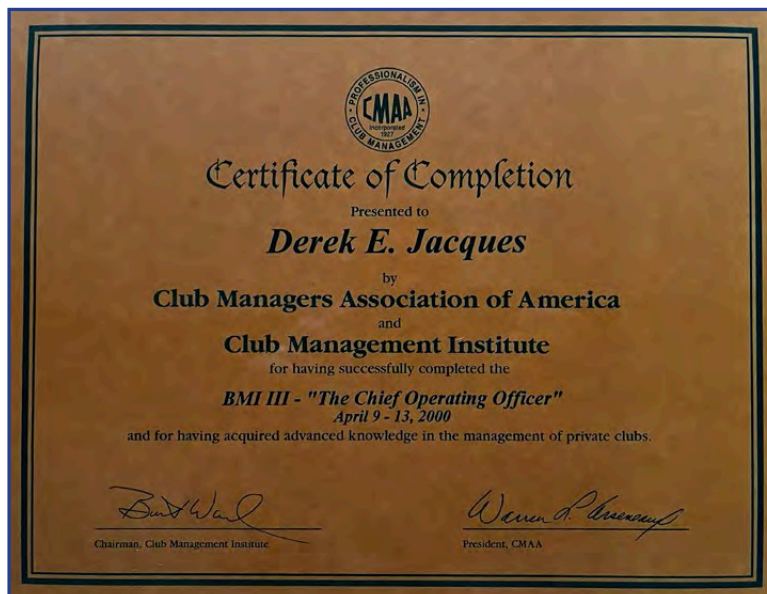 PROFESSIONALISM IN
CMAA
Incorporated
1927
CLUB MANAGEMENT
Certificate of Completion
Presented to
Derek E. Jacques
by
Club Managers Association of America
and
Club Management Institute
for having successfully completed the
BMI III - "The Chief Operating Officer"
April 9 - 13, 2000
and for having acquired advanced knowledge in the management of private clubs.
Warren P. Arseneaux
Chairman, Club Management Institute
President, CMAA